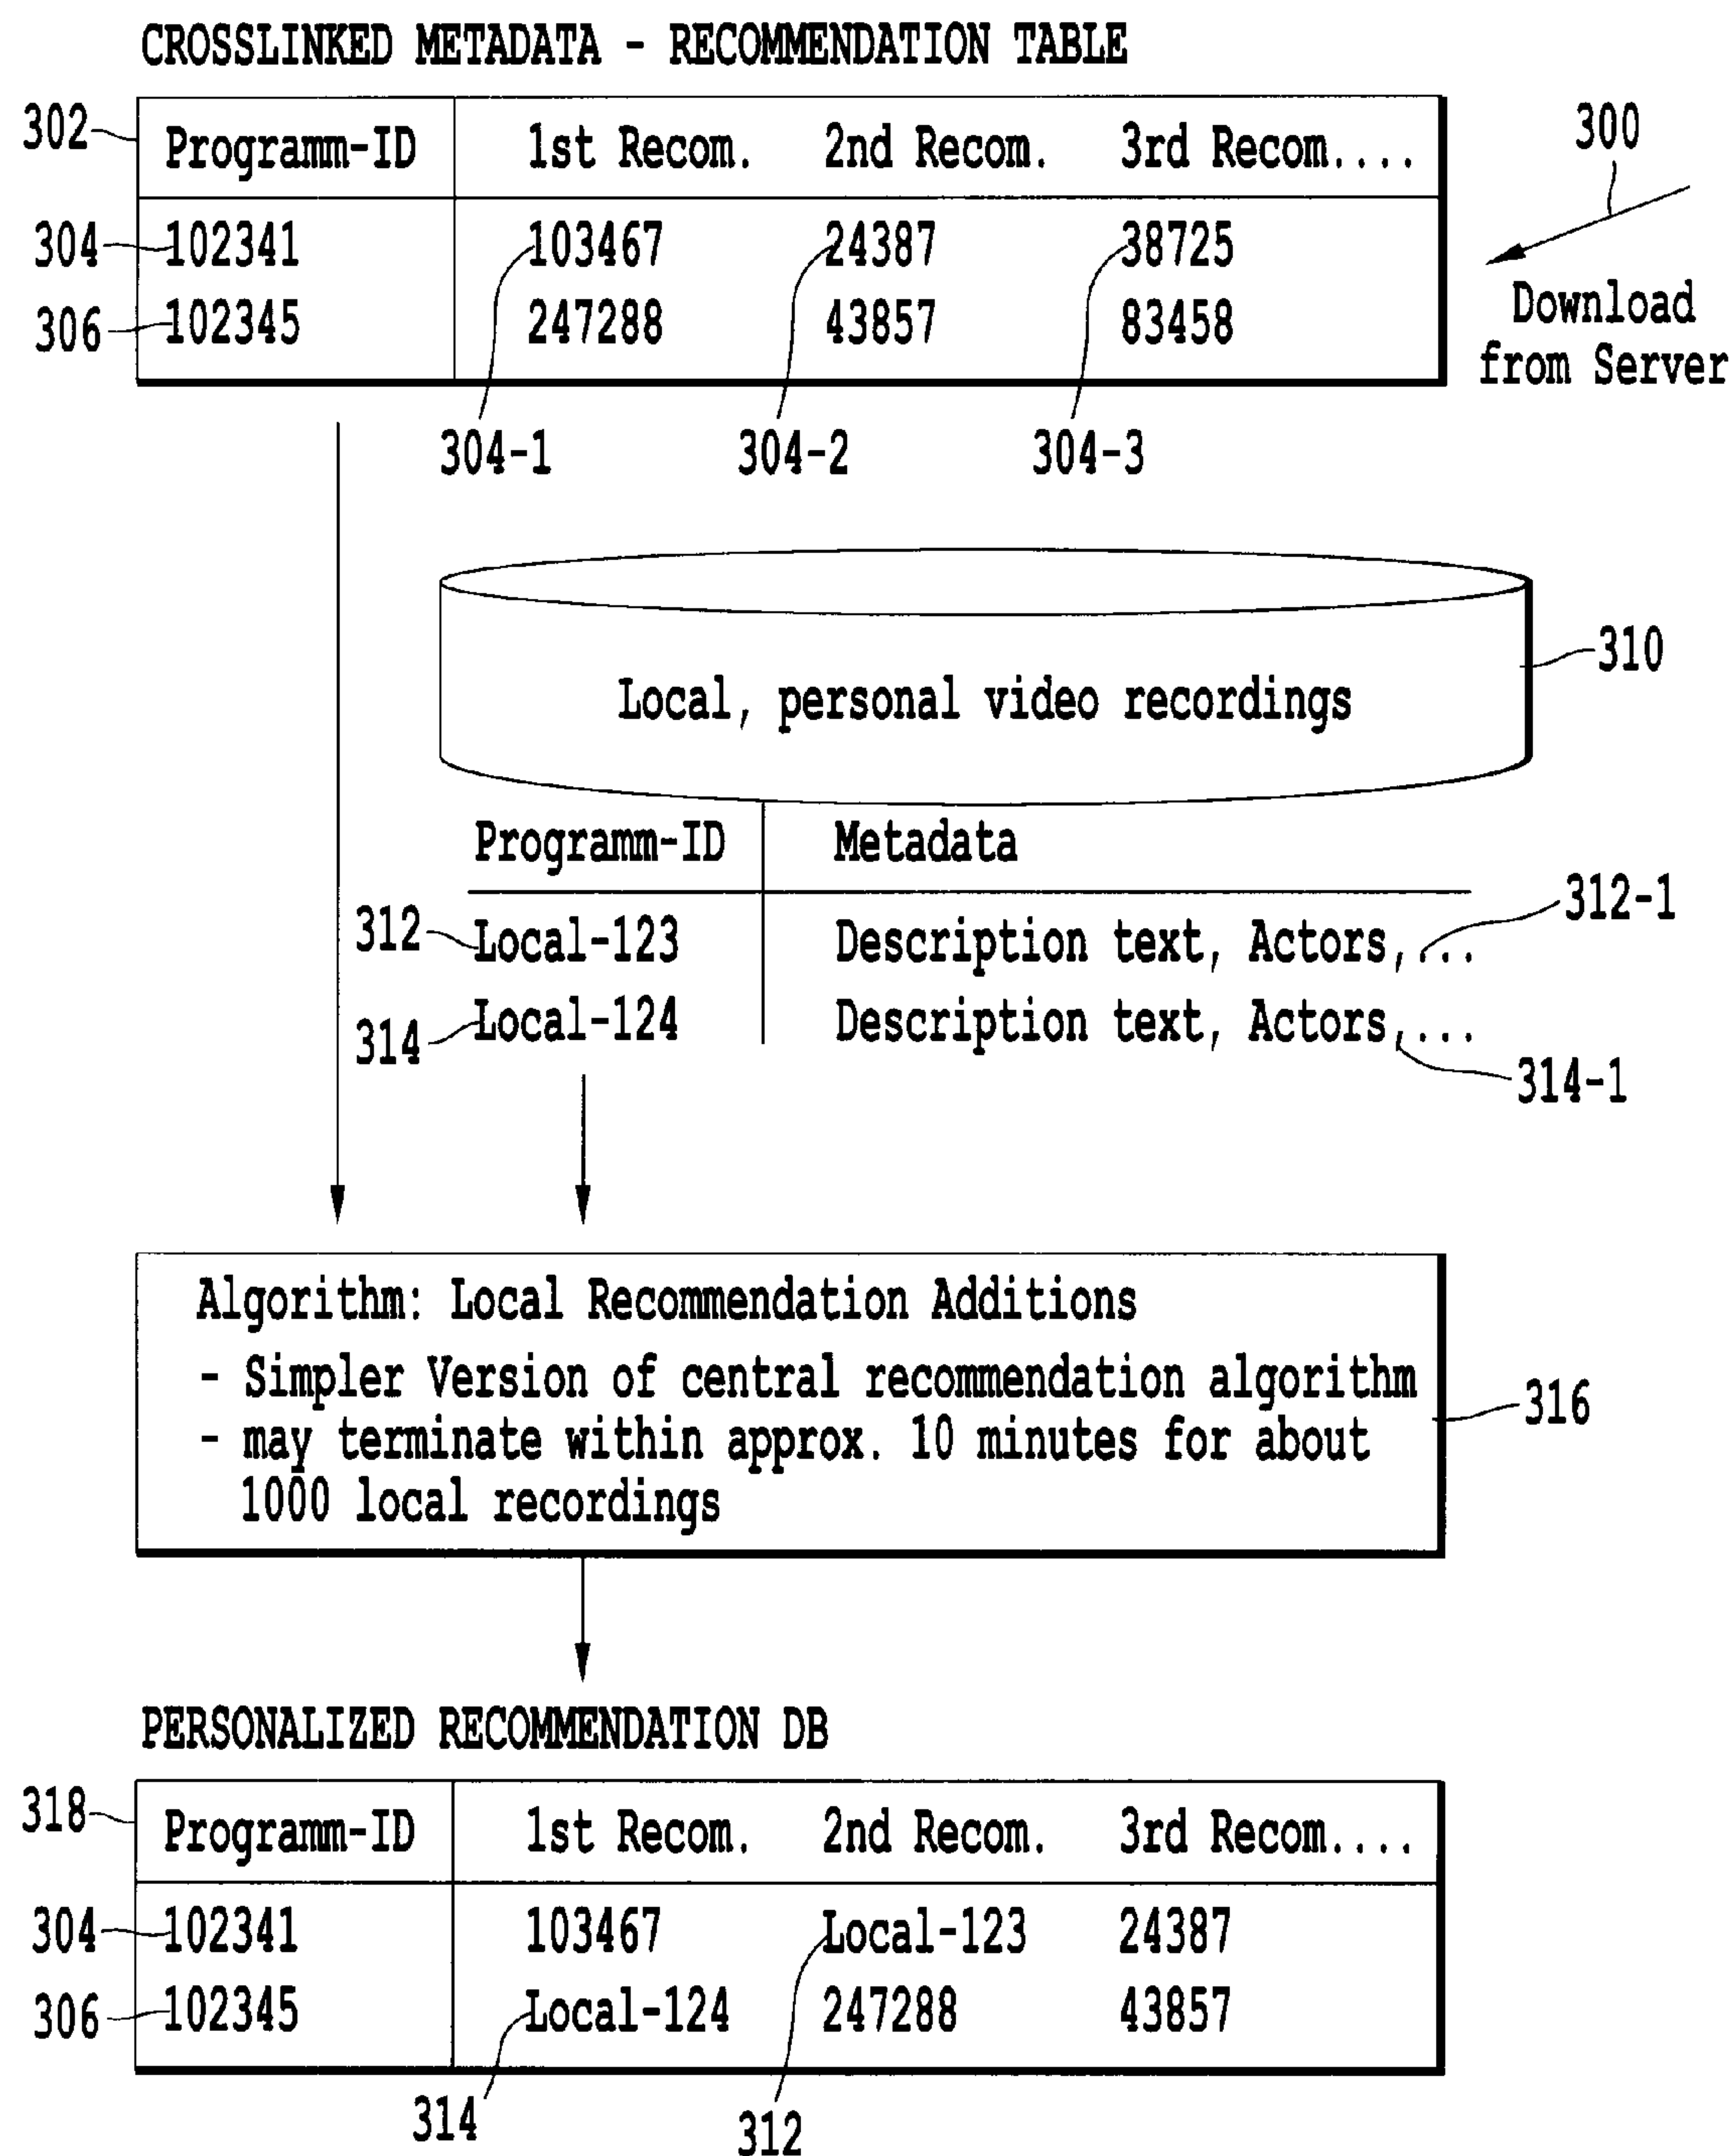 CROSSLINKED METADATA - RECOMMENDATION TABLE
302
Programm-ID 1st Recom. 2nd Recom. 3rd Recom....
300
304 102341 103467 24387 38725
306 102345 247288 43857 83458
Download
from Server
304-1 304-2 304-3
Local, personal video recordings
310
Programm-ID Metadata
312-1
312 Local-123 Description text, Actors,...
314 Local-124 Description text, Actors,...
314-1
Algorithm: Local Recommendation Additions
- Simpler Version of central recommendation algorithm
- may terminate within approx. 10 minutes for about
1000 local recordings
316
PERSONALIZED RECOMMENDATION DB
318
Programm-ID 1st Recom. 2nd Recom. 3rd Recom....
304 102341 103467 Local-123 24387
306 102345 Local-124 247288 43857
314 312